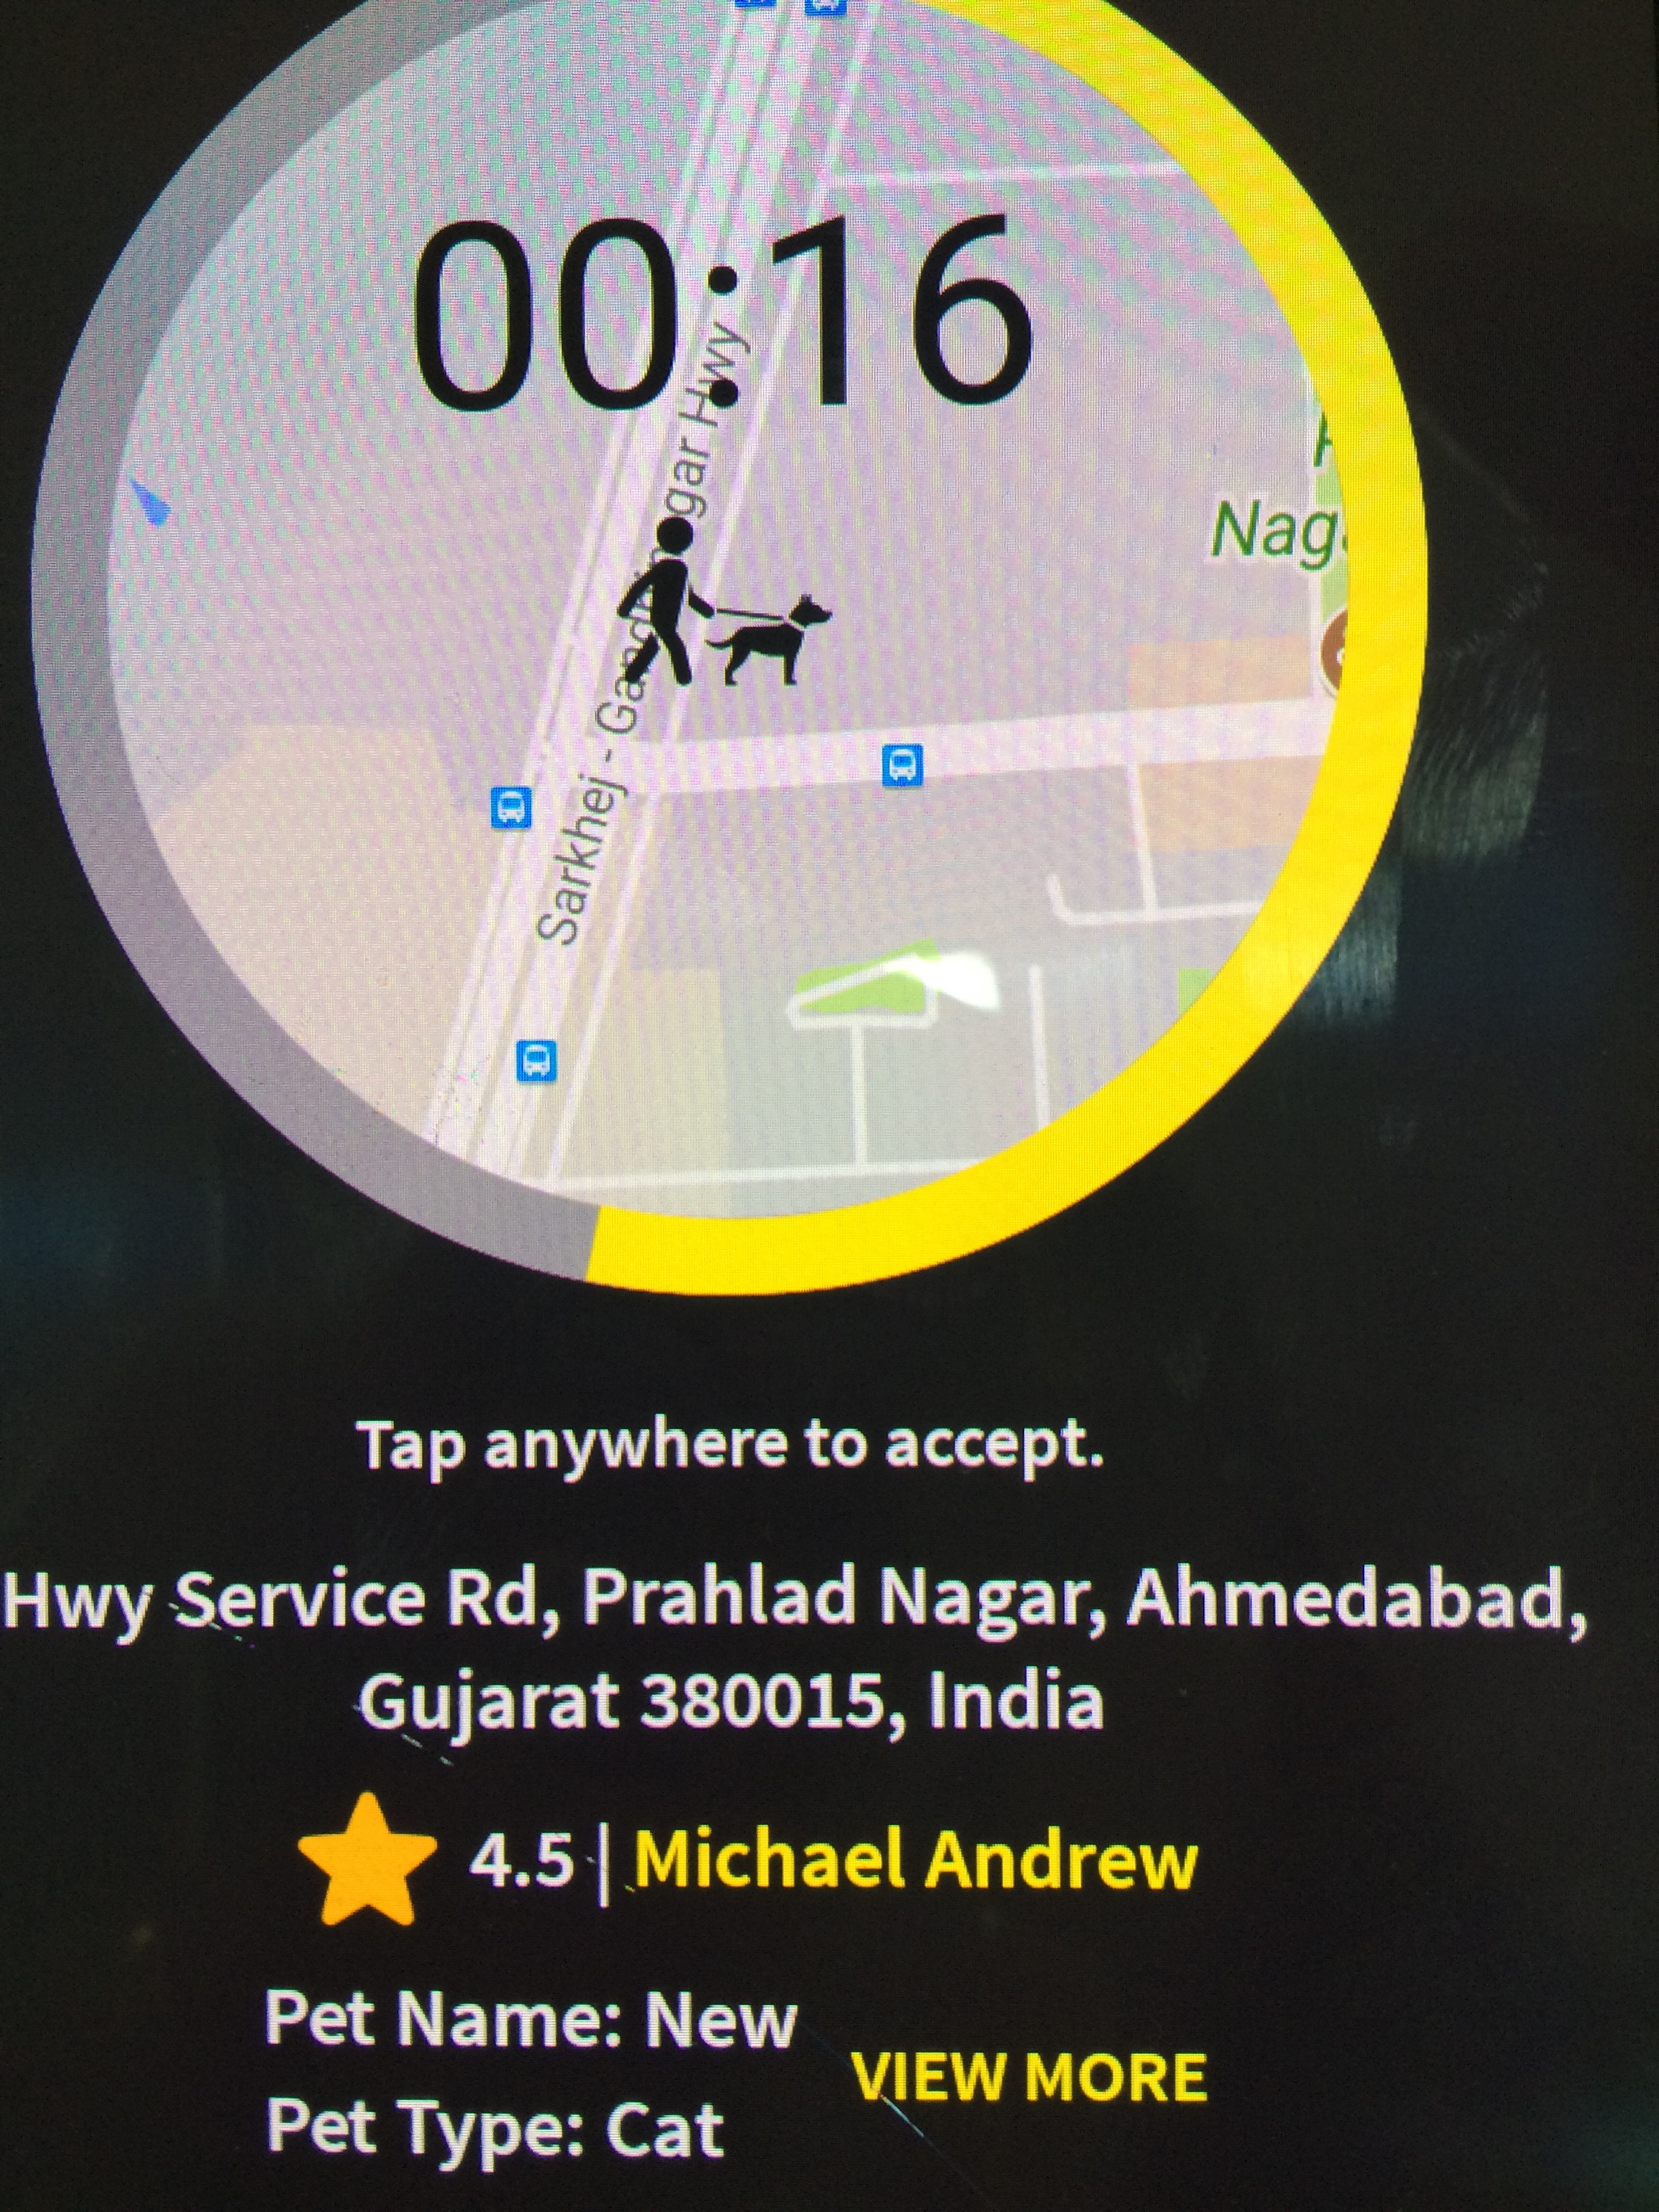 00:16
Nag
Sarkhej - Gandhinagar Hwy
Tap anywhere to accept.
Hwy Service Rd, Prahlad Nagar, Ahmedabad,
Gujarat 380015, India
4.5 | Michael Andrew
Pet Name: New
VIEW MORE
Pet Type: Cat